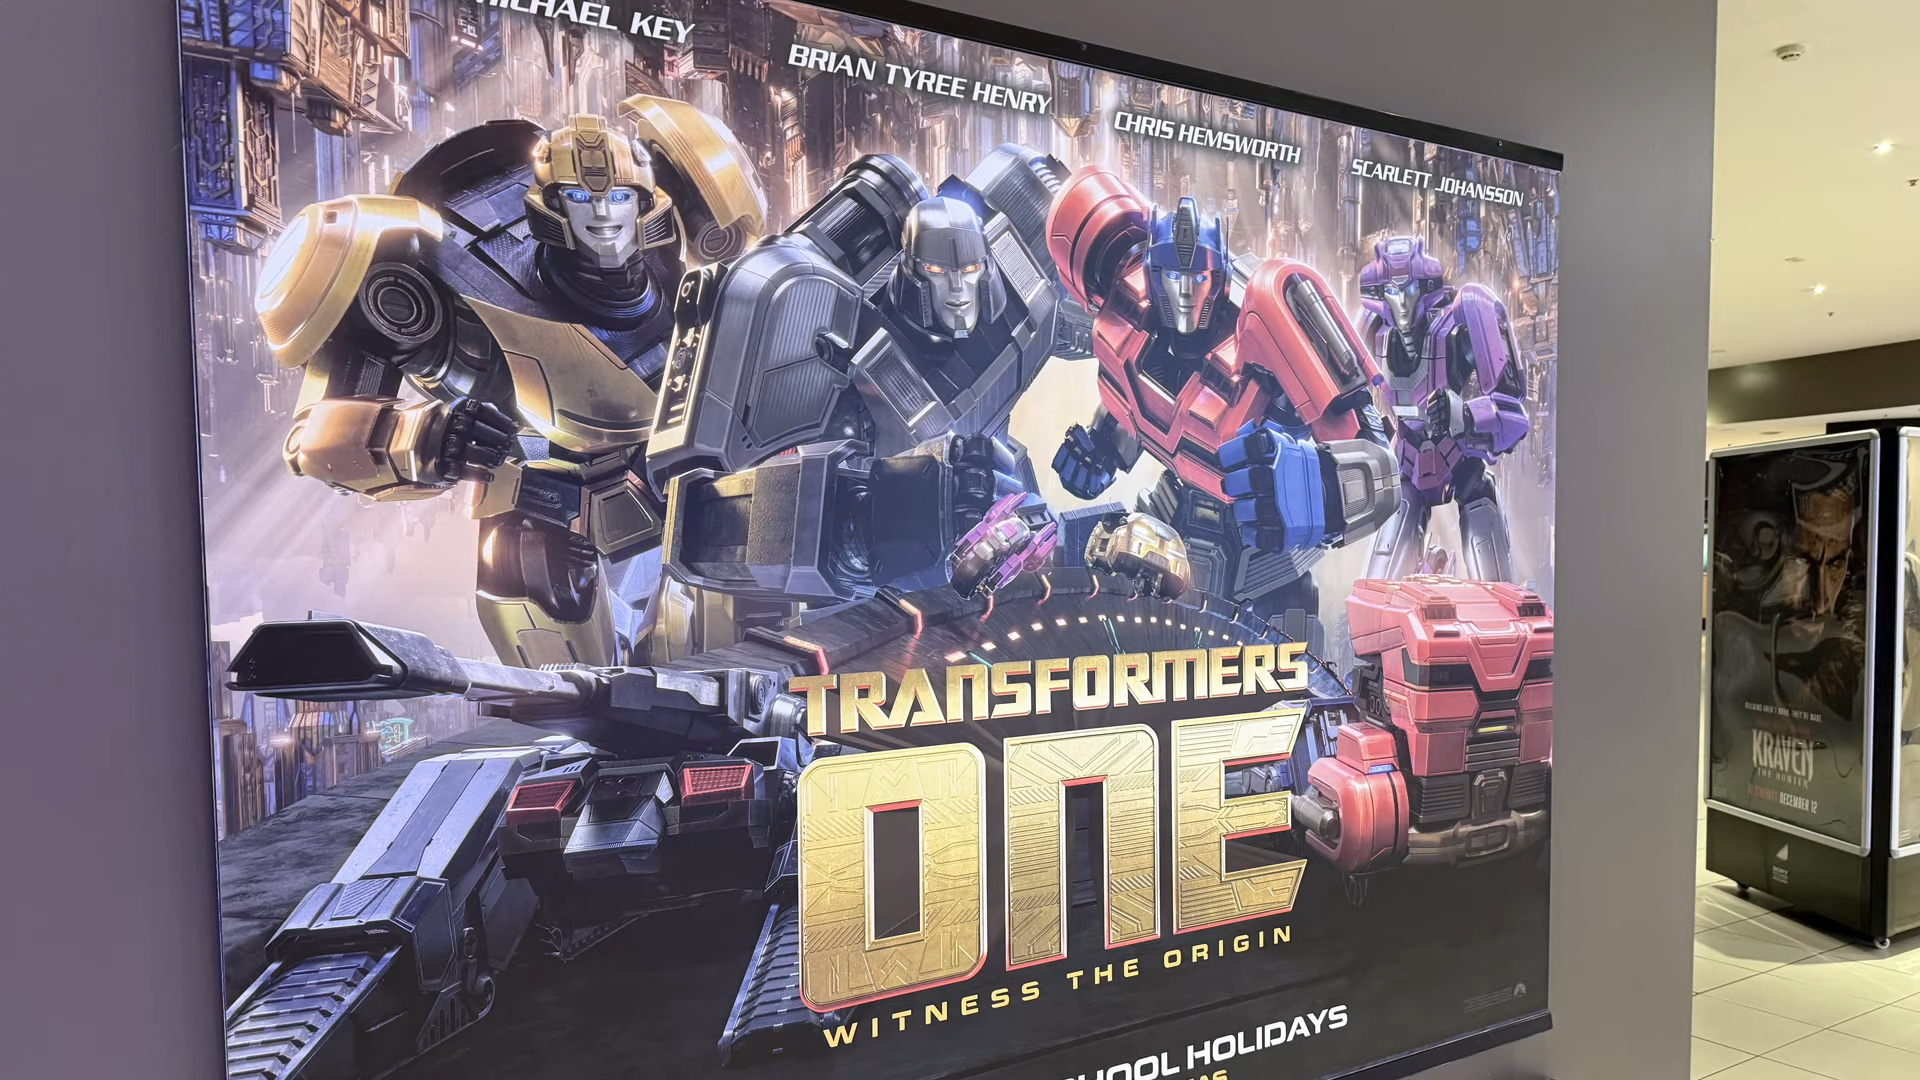 MICHAEL KEY
BRIAN TYREE HENRY
CHRIS HEMSWORTH
SCARLETT JOHANSSON
TRANSFORMERS
ONE
WITNESS THE ORIGIN
HOLIDAYS
KRAVEN
THE HUNTER
DECEMBER 12
SONY